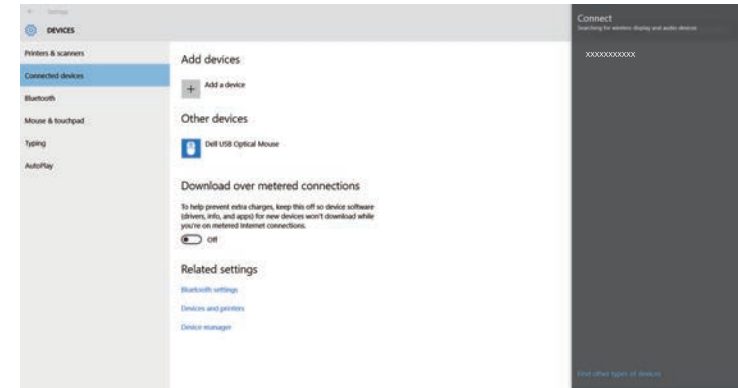 Settings
DEVICES
Printers & scanners
Connected devices
Bluetooth
Mouse & touchpad
Typing
AutoPlay
Add devices
Add a device
Other devices
Dell USB Optical Mouse
Download over metered connections
To help prevent extra charges, keep this off so device software
(drivers, info, and apps) for new devices won't download while
you're on metered Internet connections.
Off
Related settings
Bluetooth settings
Devices and printers
Device manager
Connect
Searching for wireless display and audio devices
xxxxxxxxxxx
Find other types of devices